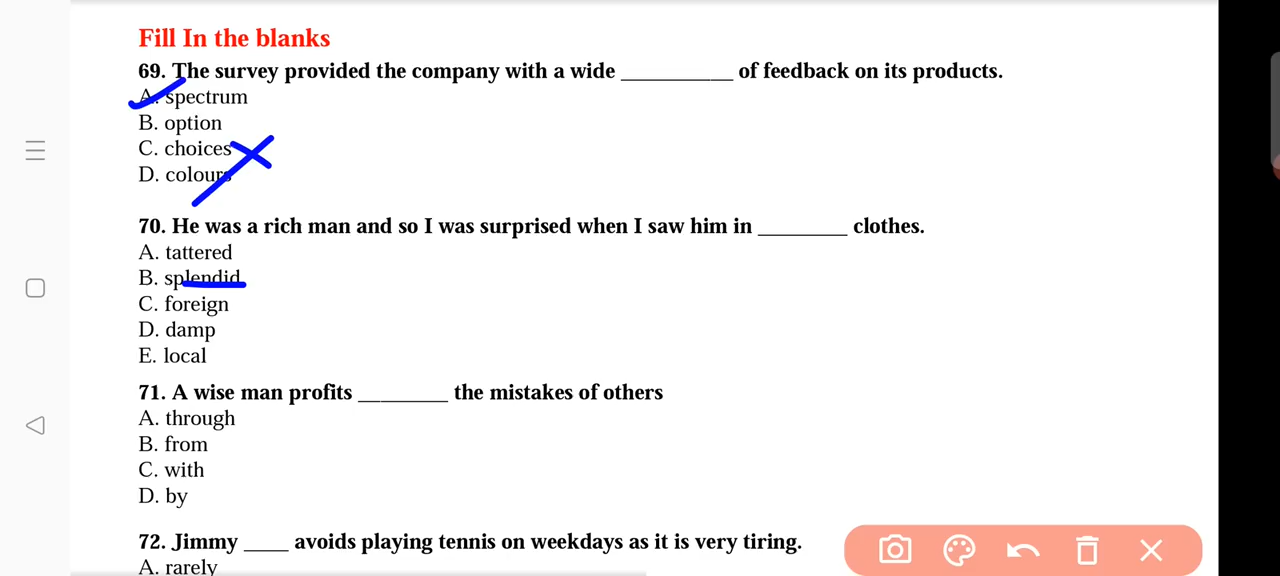 Fill In the blanks
69. The survey provided the company with a wide __________ of feedback on its products.
A. spectrum
B. option
C. choices
D. colours
70. He was a rich man and so I was surprised when I saw him in ________ clothes.
A. tattered
B. splendid
C. foreign
D. damp
E. local
71. A wise man profits ________ the mistakes of others
A. through
B. from
C. with
D. by
72. Jimmy ____ avoids playing tennis on weekdays as it is very tiring.
A. rarely